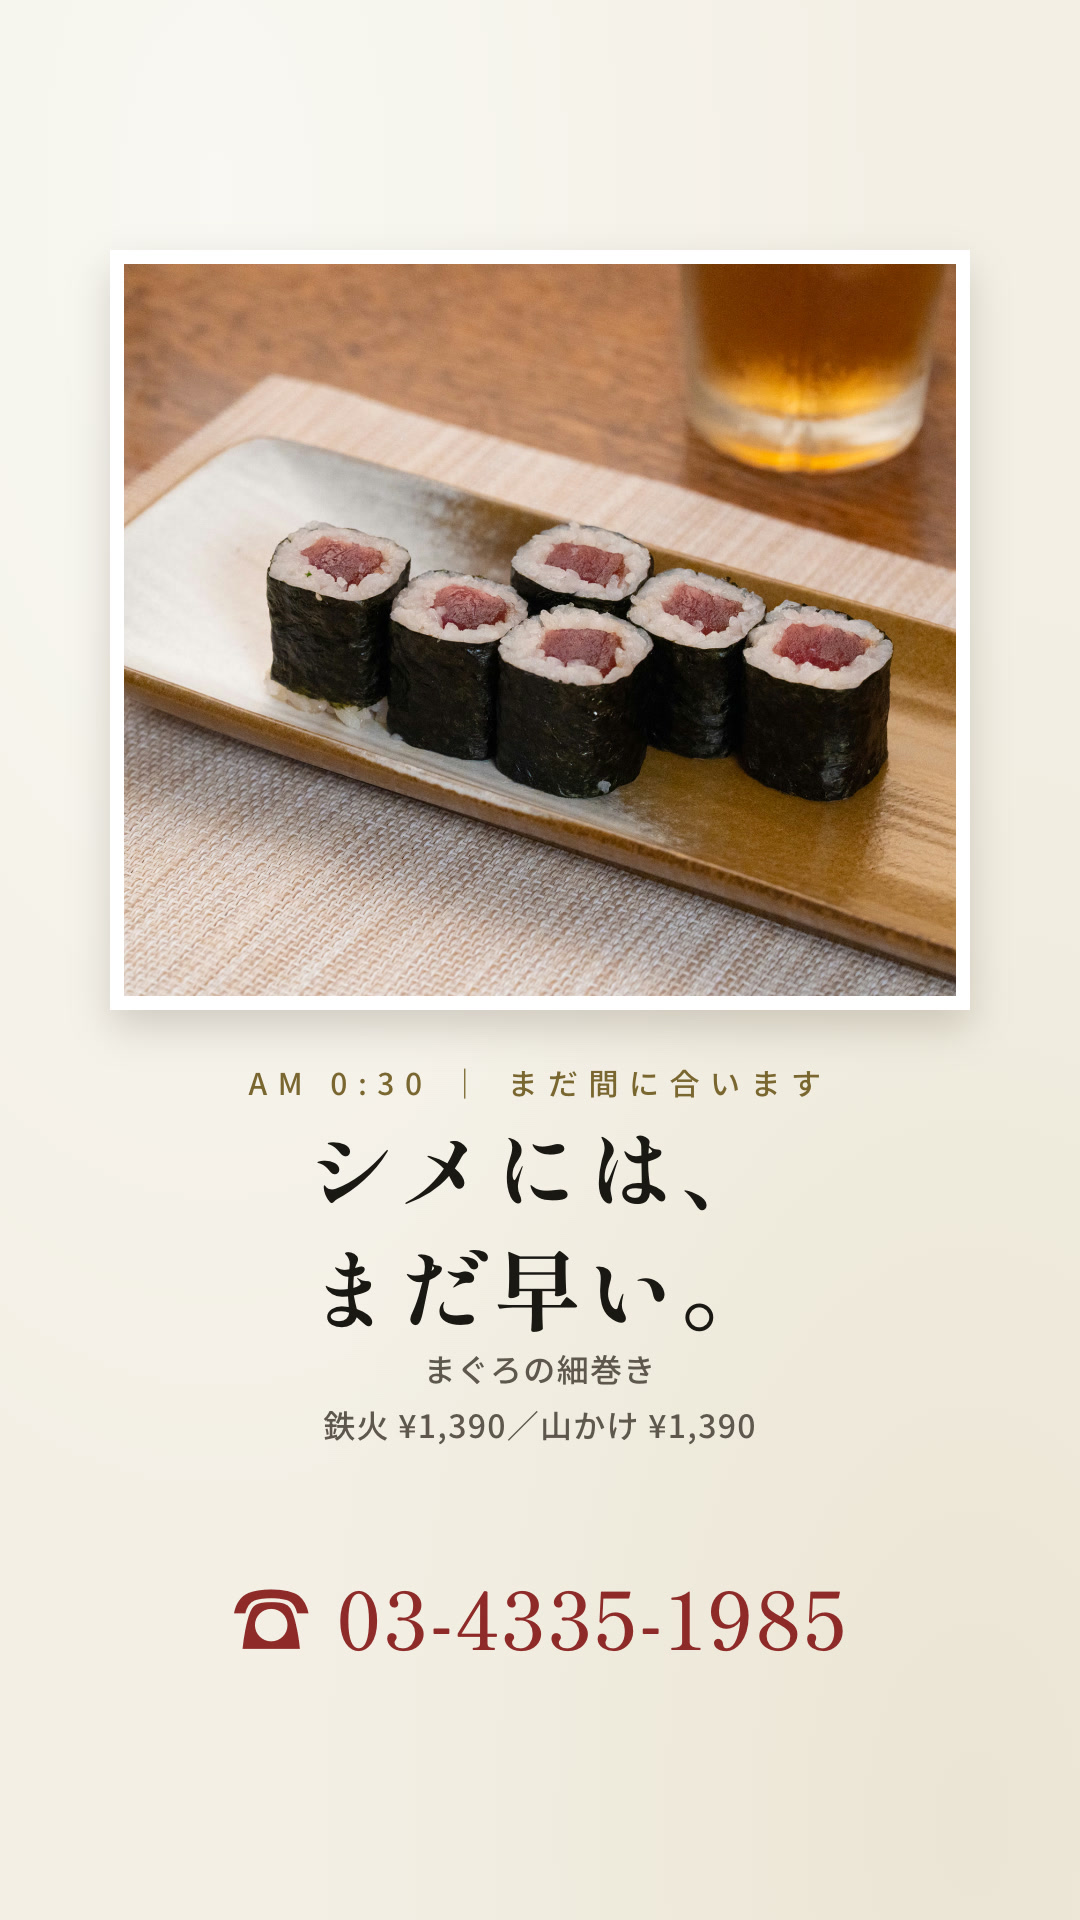 AM 0:30 ｜ まだ間に合います
シメには、
まだ早い。
まぐろの細巻き
鉄火 ¥1,390／山かけ ¥1,390
☎ 03-4335-1985